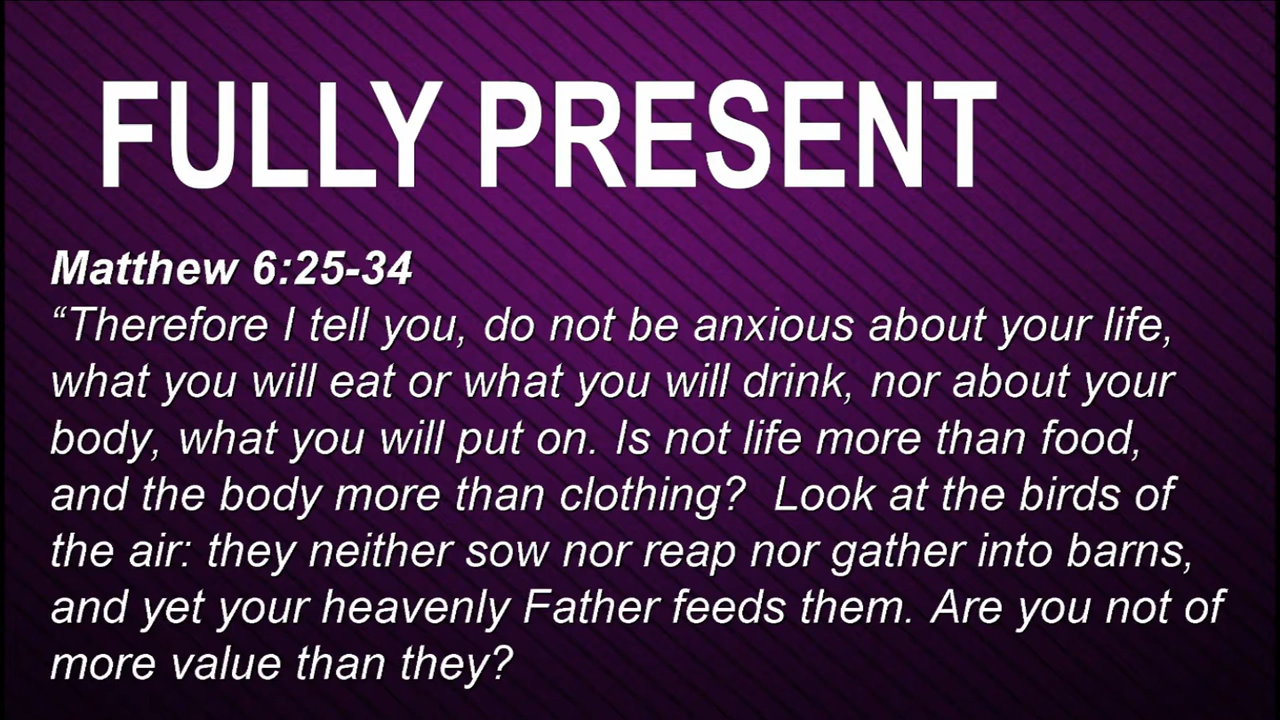 FULLY PRESENT
Matthew 6:25-34
“Therefore I tell you, do not be anxious about your life,
what you will eat or what you will drink, nor about your
body, what you will put on. Is not life more than food,
and the body more than clothing?  Look at the birds of
the air: they neither sow nor reap nor gather into barns,
and yet your heavenly Father feeds them. Are you not of
more value than they?